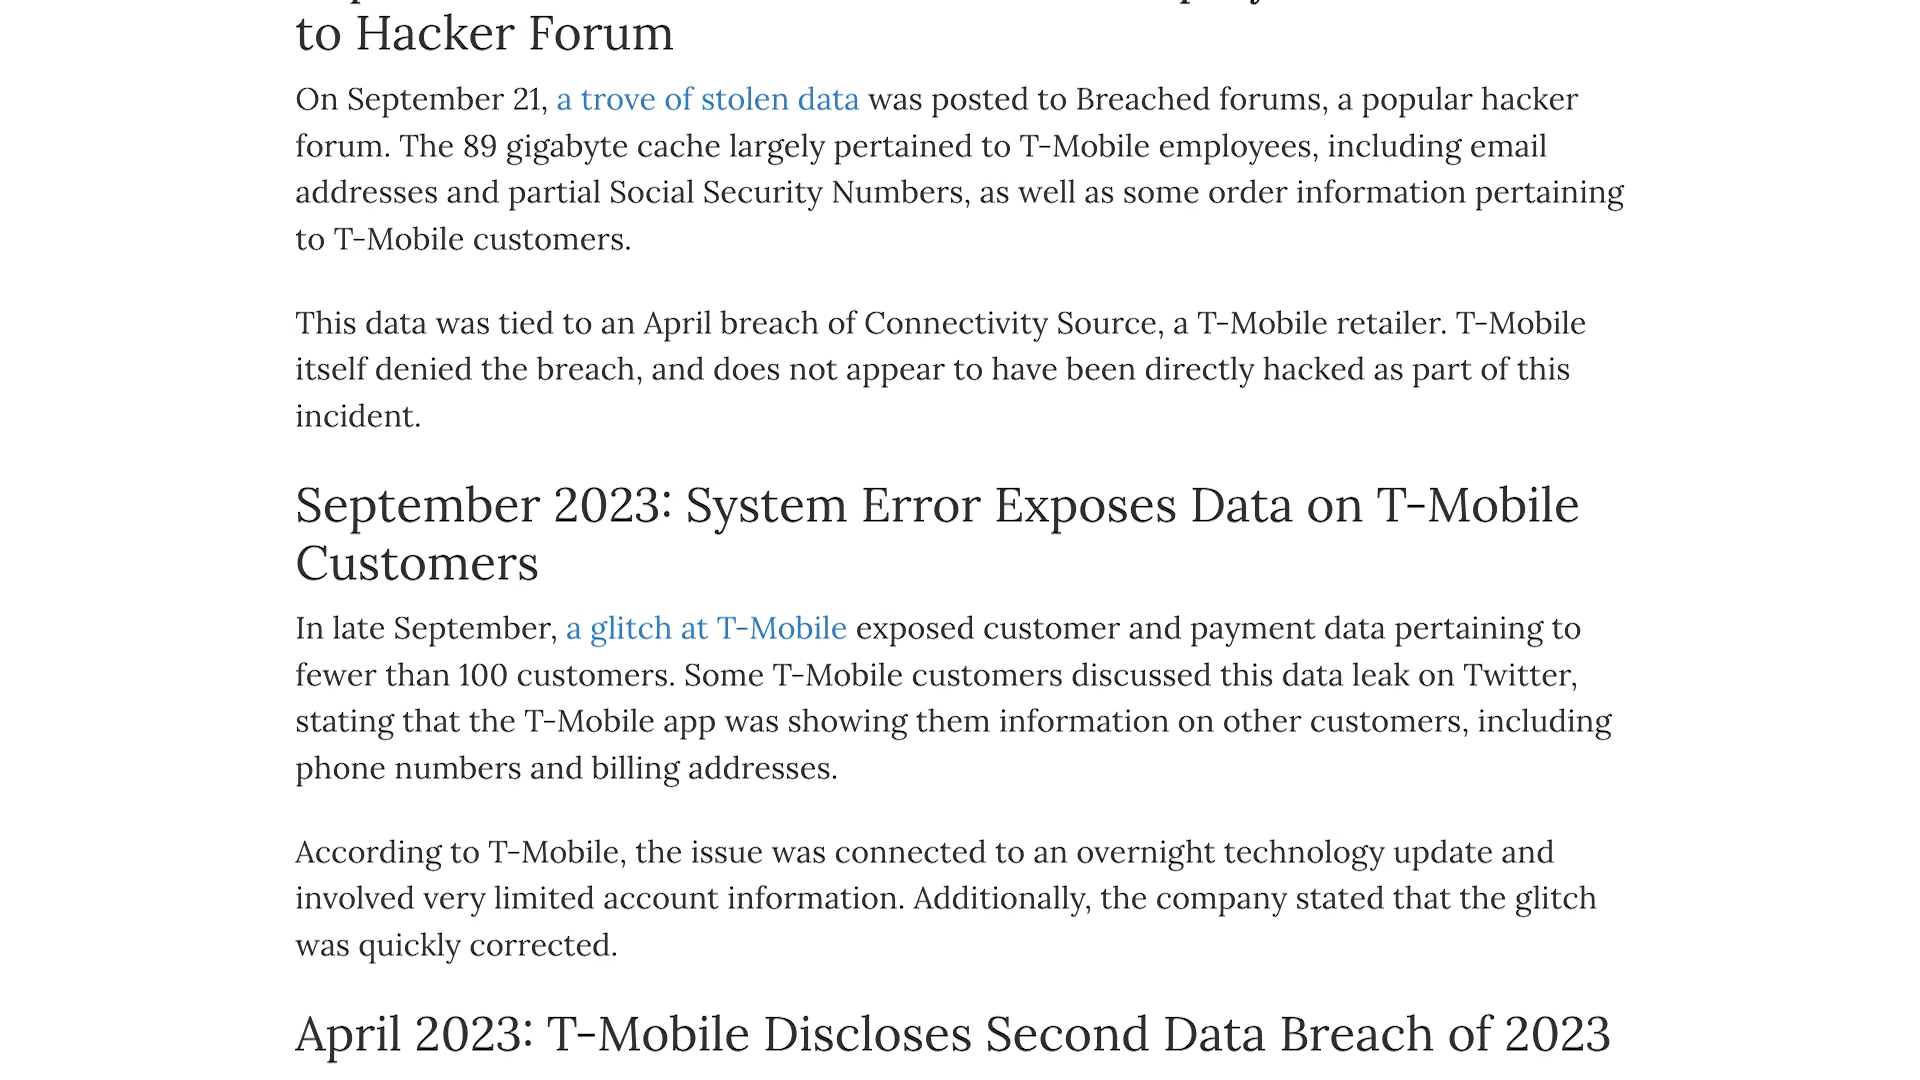 to Hacker Forum
On September 21, a trove of stolen data was posted to Breached forums, a popular hacker
forum. The 89 gigabyte cache largely pertained to T-Mobile employees, including email
addresses and partial Social Security Numbers, as well as some order information pertaining
to T-Mobile customers.
This data was tied to an April breach of Connectivity Source, a T-Mobile retailer. T-Mobile
itself denied the breach, and does not appear to have been directly hacked as part of this
incident.
September 2023: System Error Exposes Data on T-Mobile
Customers
In late September, a glitch at T-Mobile exposed customer and payment data pertaining to
fewer than 100 customers. Some T-Mobile customers discussed this data leak on Twitter,
stating that the T-Mobile app was showing them information on other customers, including
phone numbers and billing addresses.
According to T-Mobile, the issue was connected to an overnight technology update and
involved very limited account information. Additionally, the company stated that the glitch
was quickly corrected.
April 2023: T-Mobile Discloses Second Data Breach of 2023